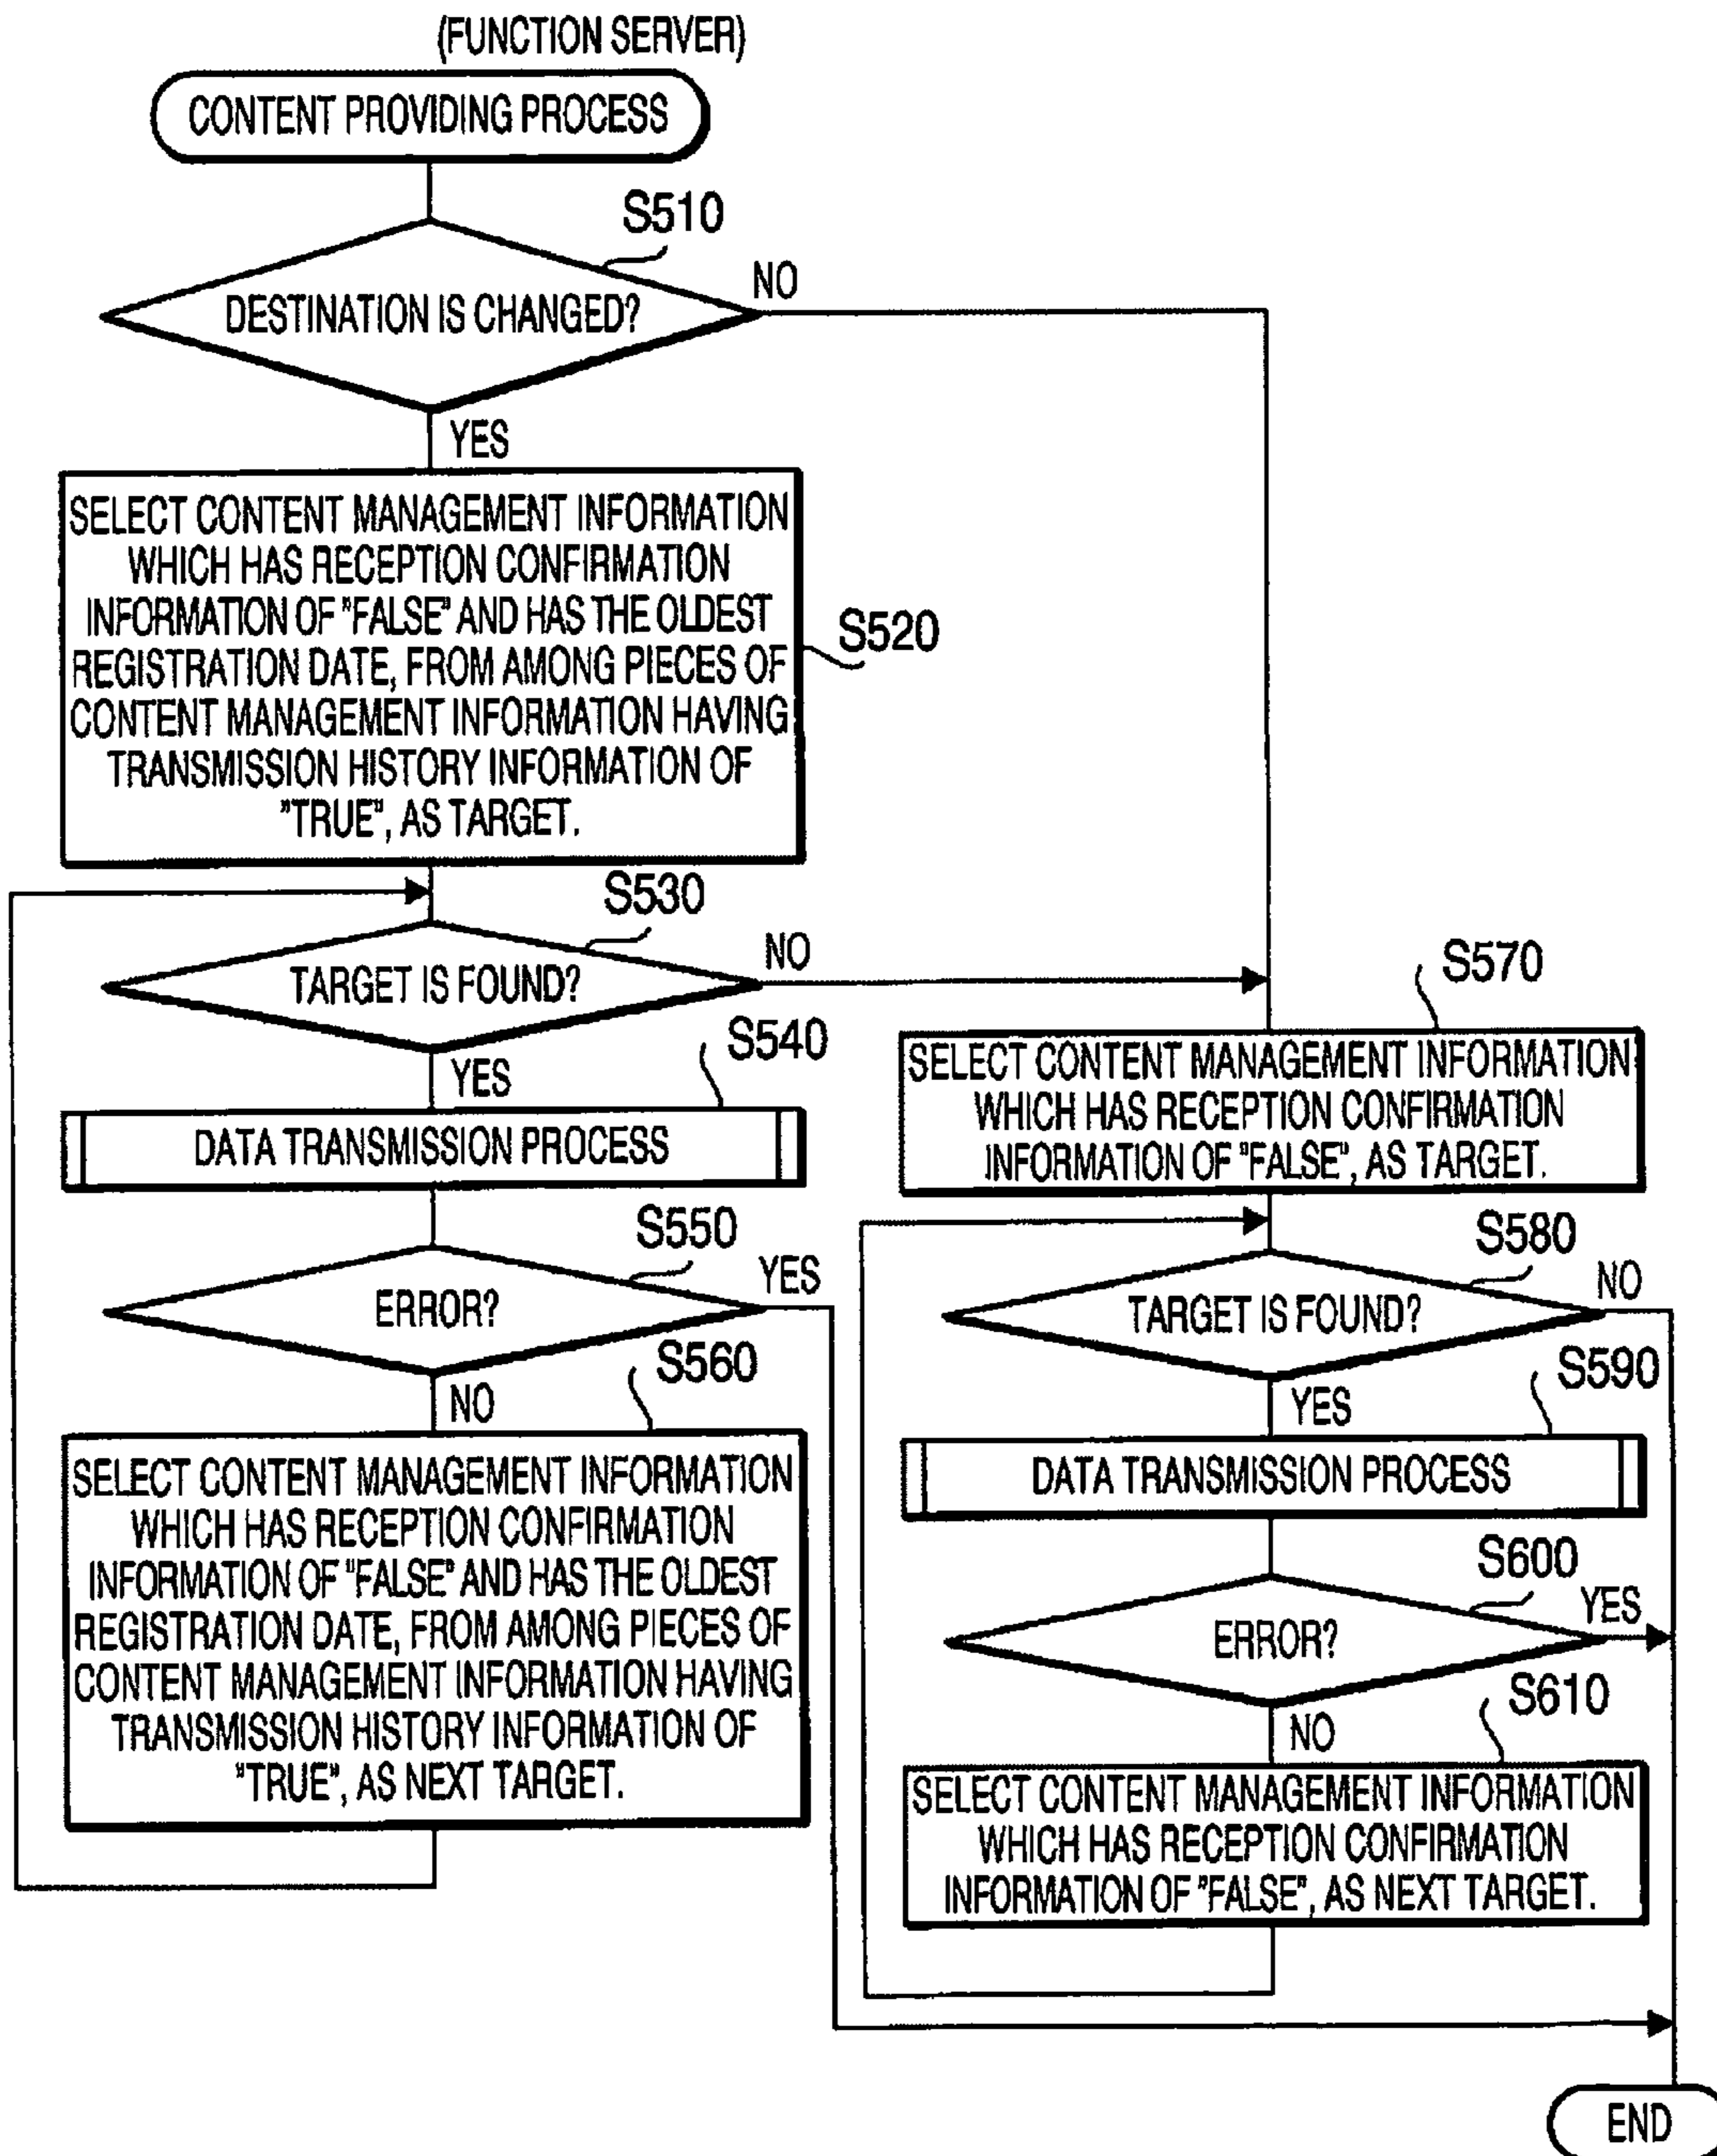 (FUNCTION SERVER)
CONTENT PROVIDING PROCESS
S510
DESTINATION IS CHANGED?
NO
YES
SELECT CONTENT MANAGEMENT INFORMATION
WHICH HAS RECEPTION CONFIRMATION
INFORMATION OF "FALSE" AND HAS THE OLDEST
REGISTRATION DATE, FROM AMONG PIECES OF
CONTENT MANAGEMENT INFORMATION HAVING
TRANSMISSION HISTORY INFORMATION OF
"TRUE", AS TARGET.
S520
S530
TARGET IS FOUND?
NO
YES
S540
DATA TRANSMISSION PROCESS
S550
ERROR?
YES
NO
S560
SELECT CONTENT MANAGEMENT INFORMATION
WHICH HAS RECEPTION CONFIRMATION
INFORMATION OF "FALSE" AND HAS THE OLDEST
REGISTRATION DATE, FROM AMONG PIECES OF
CONTENT MANAGEMENT INFORMATION HAVING
TRANSMISSION HISTORY INFORMATION OF
"TRUE", AS NEXT TARGET.
S570
SELECT CONTENT MANAGEMENT INFORMATION
WHICH HAS RECEPTION CONFIRMATION
INFORMATION OF "FALSE", AS TARGET.
S580
TARGET IS FOUND?
NO
YES
S590
DATA TRANSMISSION PROCESS
S600
ERROR?
YES
NO
S610
SELECT CONTENT MANAGEMENT INFORMATION
WHICH HAS RECEPTION CONFIRMATION
INFORMATION OF "FALSE", AS NEXT TARGET.
END